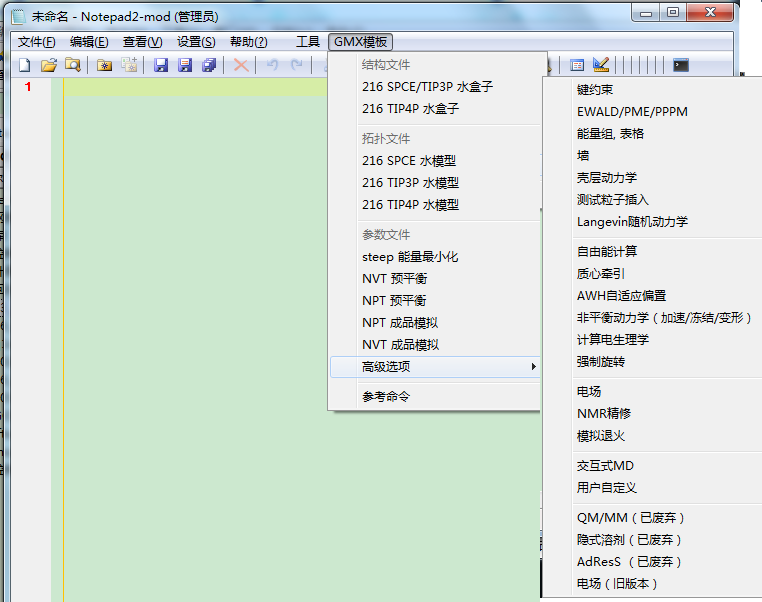 未命名 - Notepad2-mod (管理员)
文件(F) 编辑(E) 查看(V) 设置(S) 帮助(?) 工具 GMX模板
1
结构文件
216 SPCE/TIP3P 水盒子
216 TIP4P 水盒子
拓扑文件
216 SPCE 水模型
216 TIP3P 水模型
216 TIP4P 水模型
参数文件
steep 能量最小化
NVT 预平衡
NPT 预平衡
NPT 成品模拟
NVT 成品模拟
高级选项
参考命令
键约束
EWALD/PME/PPPM
能量组, 表格
墙
壳层动力学
测试粒子插入
Langevin随机动力学
自由能计算
质心牵引
AWH自适应偏置
非平衡动力学（加速/冻结/变形）
计算电生理学
强制旋转
电场
NMR精修
模拟退火
交互式MD
用户自定义
QM/MM（已废弃）
隐式溶剂（已废弃）
AdResS （已废弃）
电场（旧版本）